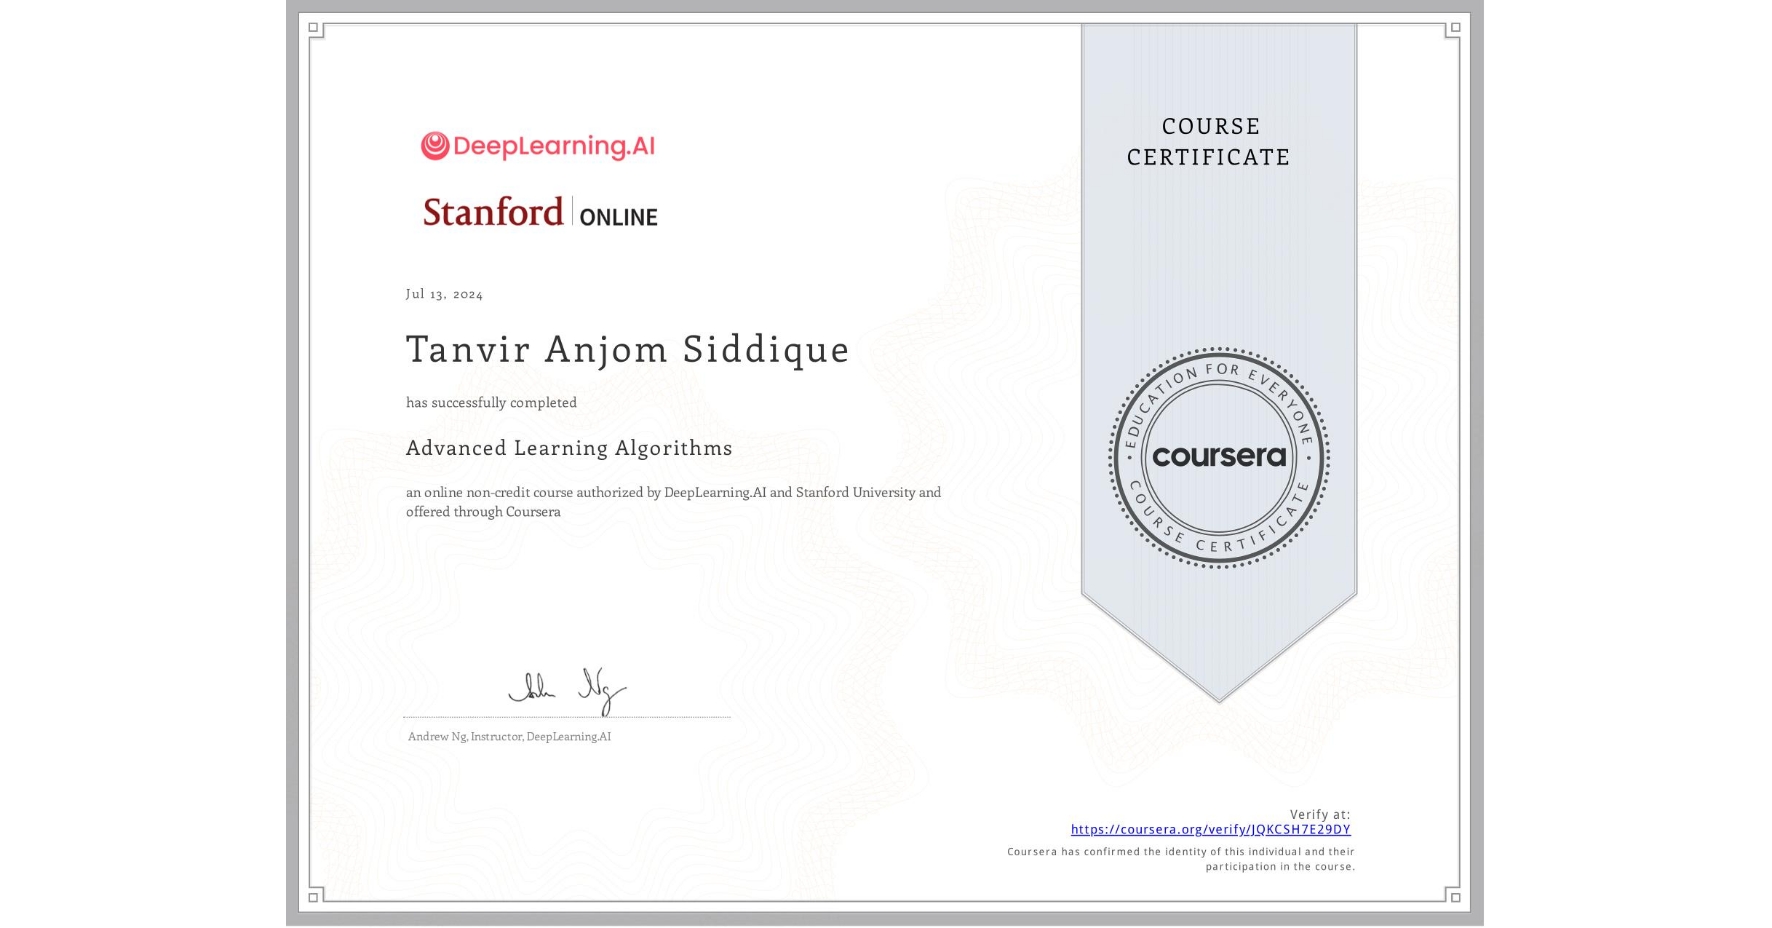 DeepLearning.AI
Stanford | ONLINE
Jul 13, 2024
Tanvir Anjom Siddique
has successfully completed
Advanced Learning Algorithms
an online non-credit course authorized by DeepLearning.AI and Stanford University and
offered through Coursera
Andrew Ng, Instructor, DeepLearning.AI
COURSE
CERTIFICATE
EDUCATION FOR EVERYONE
coursera
COURSE CERTIFICATE
Verify at:
https://coursera.org/verify/JQKCSH7E29DY
Coursera has confirmed the identity of this individual and their
participation in the course.